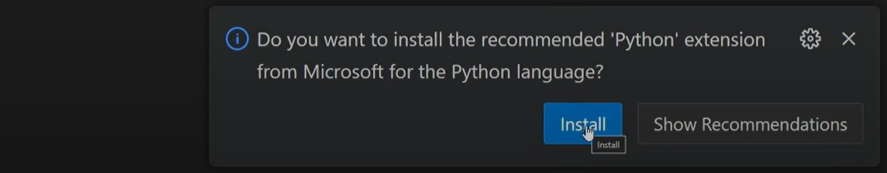 Do you want to install the recommended 'Python' extension
from Microsoft for the Python language?
Install
Show Recommendations
Install